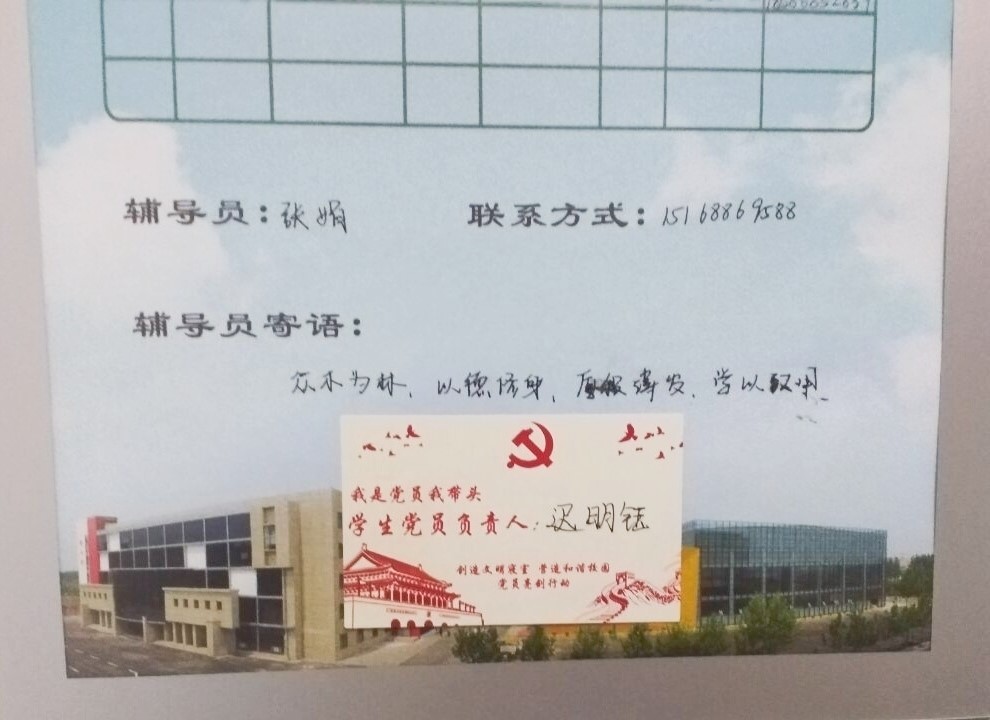 辅导员：张娟 联系方式：15168869588
辅导员寄语：
众木为林，以德修身，厚积薄发，学以致用
我是党员我带头
学生党员负责人：迟明钰
创造文明寝室 营造和谐校园
党员承创行动